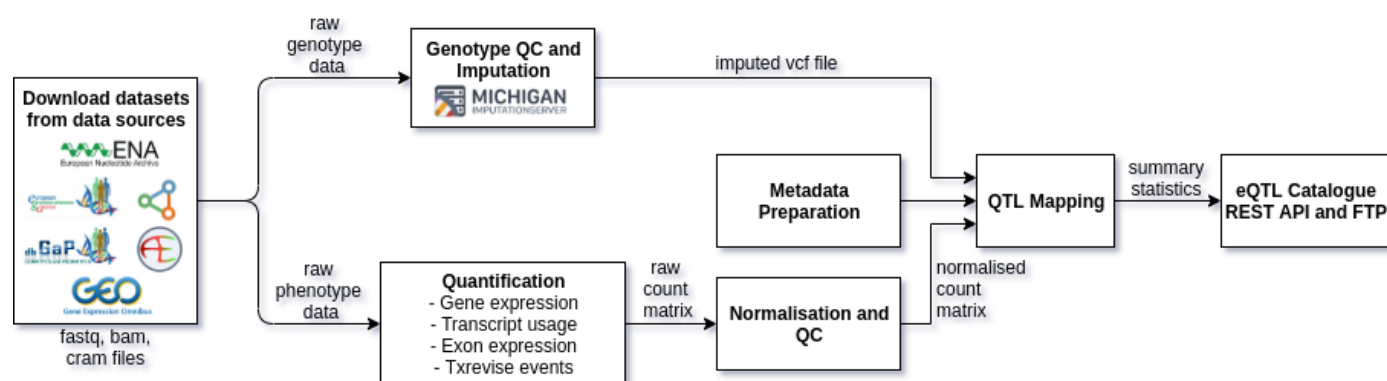 Download datasets
from data sources
ENA
European Nucleotide Archive
dbGaP
AE
GEO
Gene Expression Omnibus
fastq, bam,
cram files
raw
genotype
data
Genotype QC and
Imputation
MICHIGAN
IMPUTATIONSERVER
imputed vcf file
raw
phenotype
data
Quantification
- Gene expression
- Transcript usage
- Exon expression
- Txrevise events
raw
count
matrix
Metadata
Preparation
Normalisation and
QC
normalised
count
matrix
QTL Mapping
summary
statistics
eQTL Catalogue
REST API and FTP